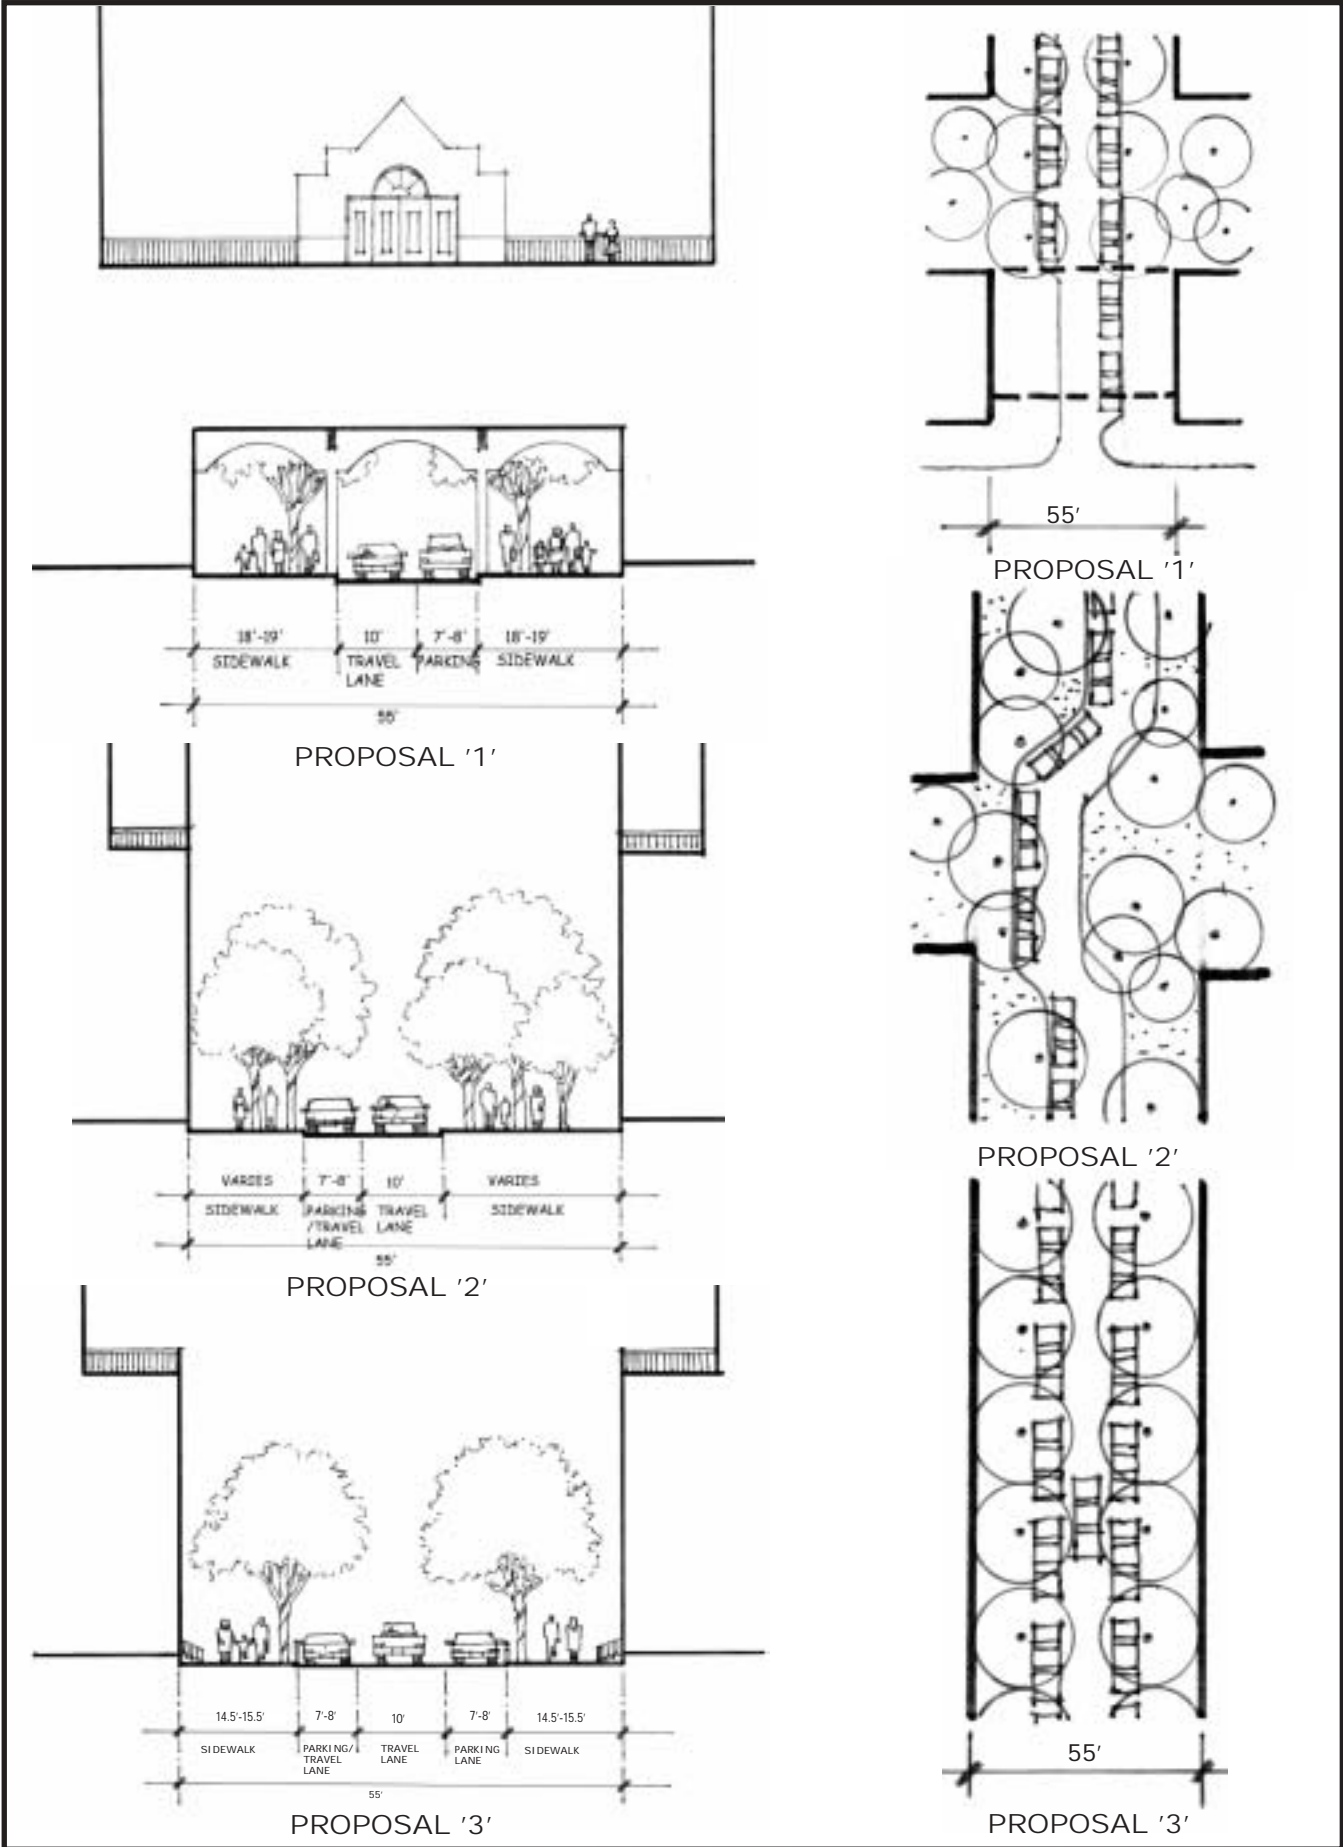 18'-19'
10'
7'-8'
18'-19'
SIDEWALK
TRAVEL
LANE
PARKING
SIDEWALK
55'
PROPOSAL '1'
VARIES
7'-8'
10'
VARIES
SIDEWALK
PARKING
/TRAVEL
LANE
TRAVEL
LANE
SIDEWALK
55'
PROPOSAL '2'
14.5'-15.5'
7'-8'
10'
7'-8'
14.5'-15.5'
SIDEWALK
PARKING/
TRAVEL
LANE
TRAVEL
LANE
PARKING
LANE
SIDEWALK
55'
PROPOSAL '3'
55'
PROPOSAL '1'
PROPOSAL '2'
55'
PROPOSAL '3'